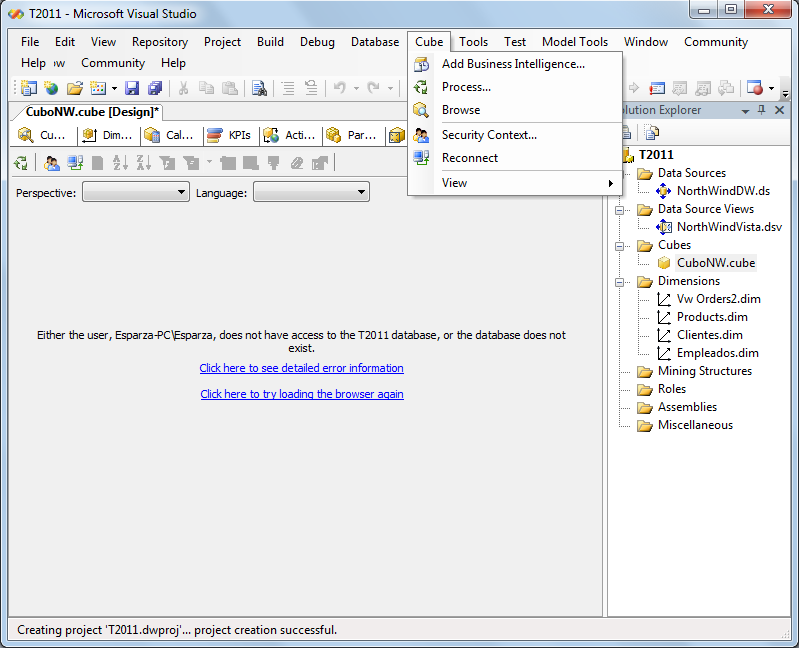 T2011 - Microsoft Visual Studio
File Edit View Repository Project Build Debug Database Cube Tools Test Model Tools Window Community
Help ow Community Help
Add Business Intelligence...
Process...
Browse
Security Context...
Reconnect
View
CuboNW.cube [Design]*
Cu... Dim... Cal... KPIs Acti... Par...
Perspective: Language:
Either the user, Esparza-PC\Esparza, does not have access to the T2011 database, or the database does not
exist.
Click here to see detailed error information
Click here to try loading the browser again
olution Explorer
T2011
Data Sources
NorthWindDW.ds
Data Source Views
NorthWindVista.dsv
Cubes
CuboNW.cube
Dimensions
Vw Orders2.dim
Products.dim
Clientes.dim
Empleados.dim
Mining Structures
Roles
Assemblies
Miscellaneous
Creating project 'T2011.dwproj'... project creation successful.